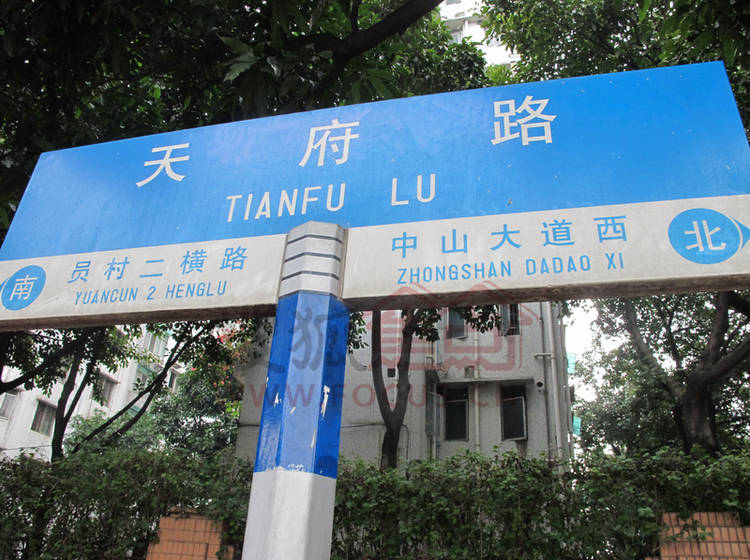 天府路
TIANFU LU
南 员村二横路
YUANCUN 2 HENGLU
中山大道西 北
ZHONGSHAN DADAO XI